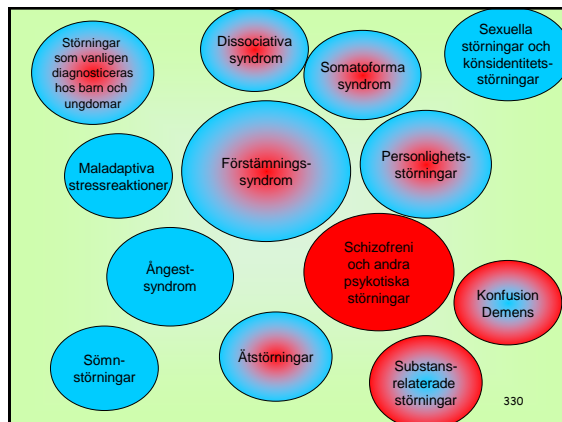 Störningar
som vanligen
diagnosticeras
hos barn och
ungdomar
Dissociativa
syndrom
Somatoforma
syndrom
Sexuella
störningar och
könsidentitets-
störningar
Maladaptiva
stressreaktioner
Förstämnings-
syndrom
Personlighets-
störningar
Ångest-
syndrom
Schizofreni
och andra
psykotiska
störningar
Konfusion
Demens
Sömn-
störningar
Ätstörningar
Substans-
relaterade
störningar
330